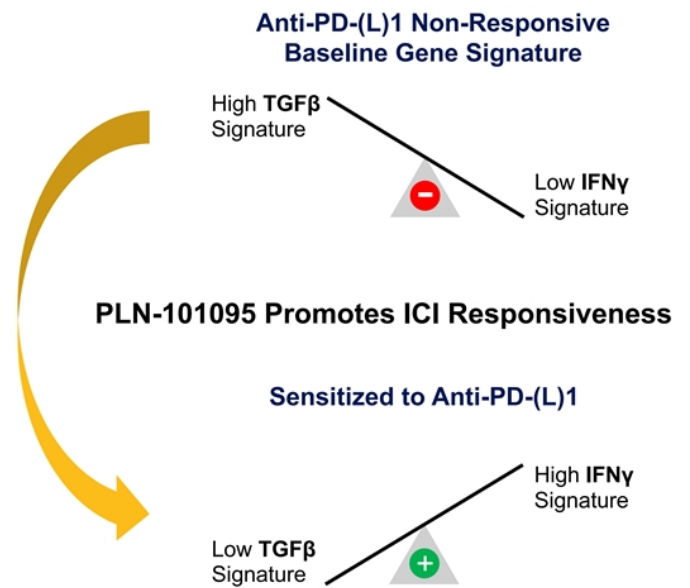 Anti-PD-(L)1 Non-Responsive
Baseline Gene Signature
High TGFβ
Signature
Low IFNγ
Signature
PLN-101095 Promotes ICI Responsiveness
Sensitized to Anti-PD-(L)1
High IFNγ
Signature
Low TGFβ
Signature